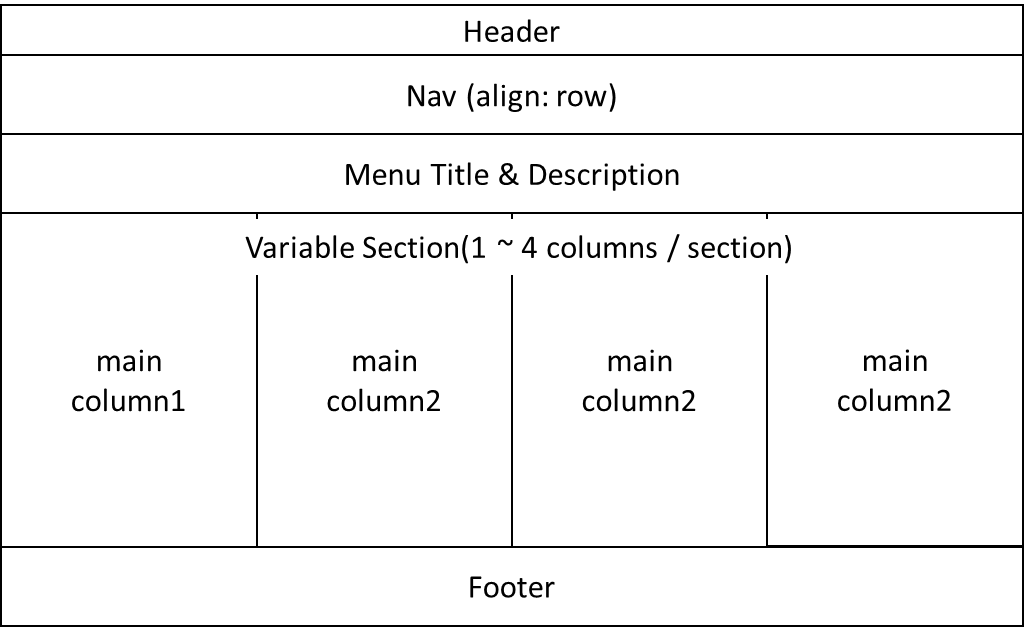 Header
Nav (align: row)
Menu Title & Description
Variable Section(1 ~ 4 columns / section)
main
column1
main
column2
main
column2
main
column2
Footer